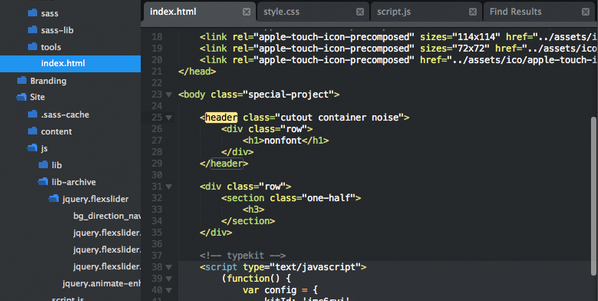 sass
sass-lib
tools
index.html
Branding
Site
.sass-cache
content
js
lib
lib-archive
jquery.flexslider
bg_direction_nav
jquery.flexslider.
jquery.flexslider.
jquery.flexslider.
jquery.animate-enh
script.js
index.html
style.css
script.js
Find Results
18 <link rel="apple-touch-icon-precomposed" sizes="114x114" href="../assets/i
19 <link rel="apple-touch-icon-precomposed" sizes="72x72" href="../assets/ico
20 <link rel="apple-touch-icon-precomposed" href="../assets/ico/apple-touch-i
21 </head>
22
23 <body class="special-project">
24
25 <header class="cutout container noise">
26 <div class="row">
27 <h1>nonfont</h1>
28 </div>
29 </header>
30
31 <div class="row">
32 <section class="one-half">
33 <h3>
34 </section>
35 </div>
36
37 <!-- typekit -->
38 <script type="text/javascript">
39 (function() {
40 var config = {
41